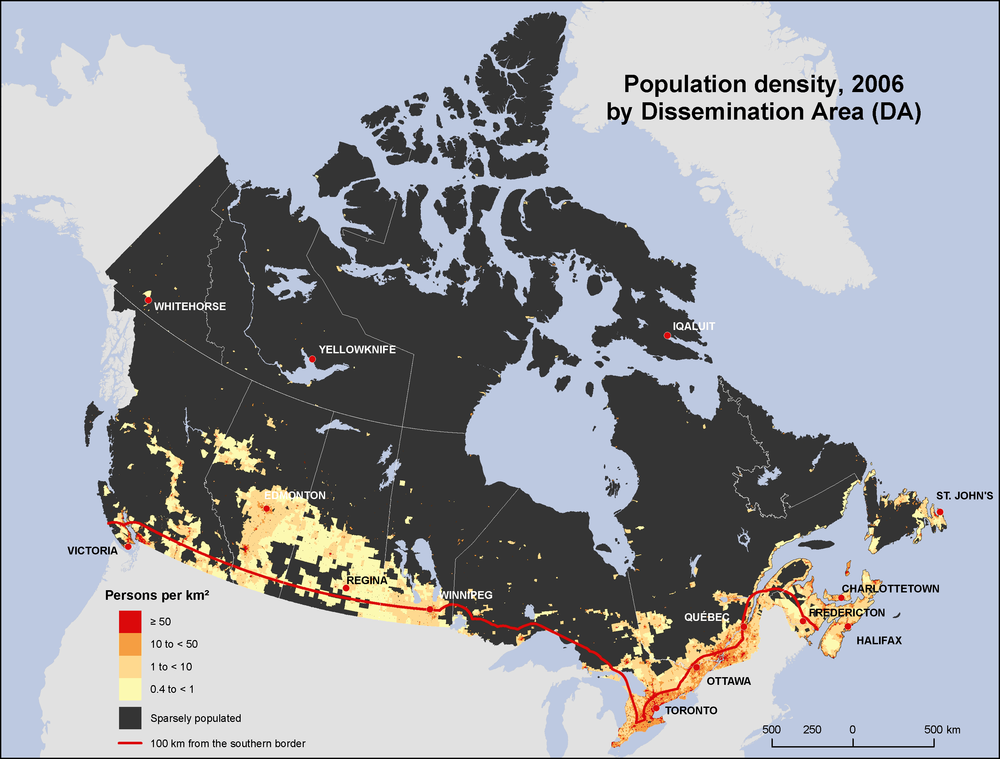 Population density, 2006
by Dissemination Area (DA)
WHITEHORSE
IQALUIT
YELLOWKNIFE
EDMONTON
ST. JOHN'S
VICTORIA
REGINA
WINNIPEG
CHARLOTTETOWN
QUÉBEC
FREDERICTON
HALIFAX
OTTAWA
TORONTO
Persons per km²
≥ 50
10 to < 50
1 to < 10
0.4 to < 1
Sparsely populated
100 km from the southern border
500 250 0 500 km